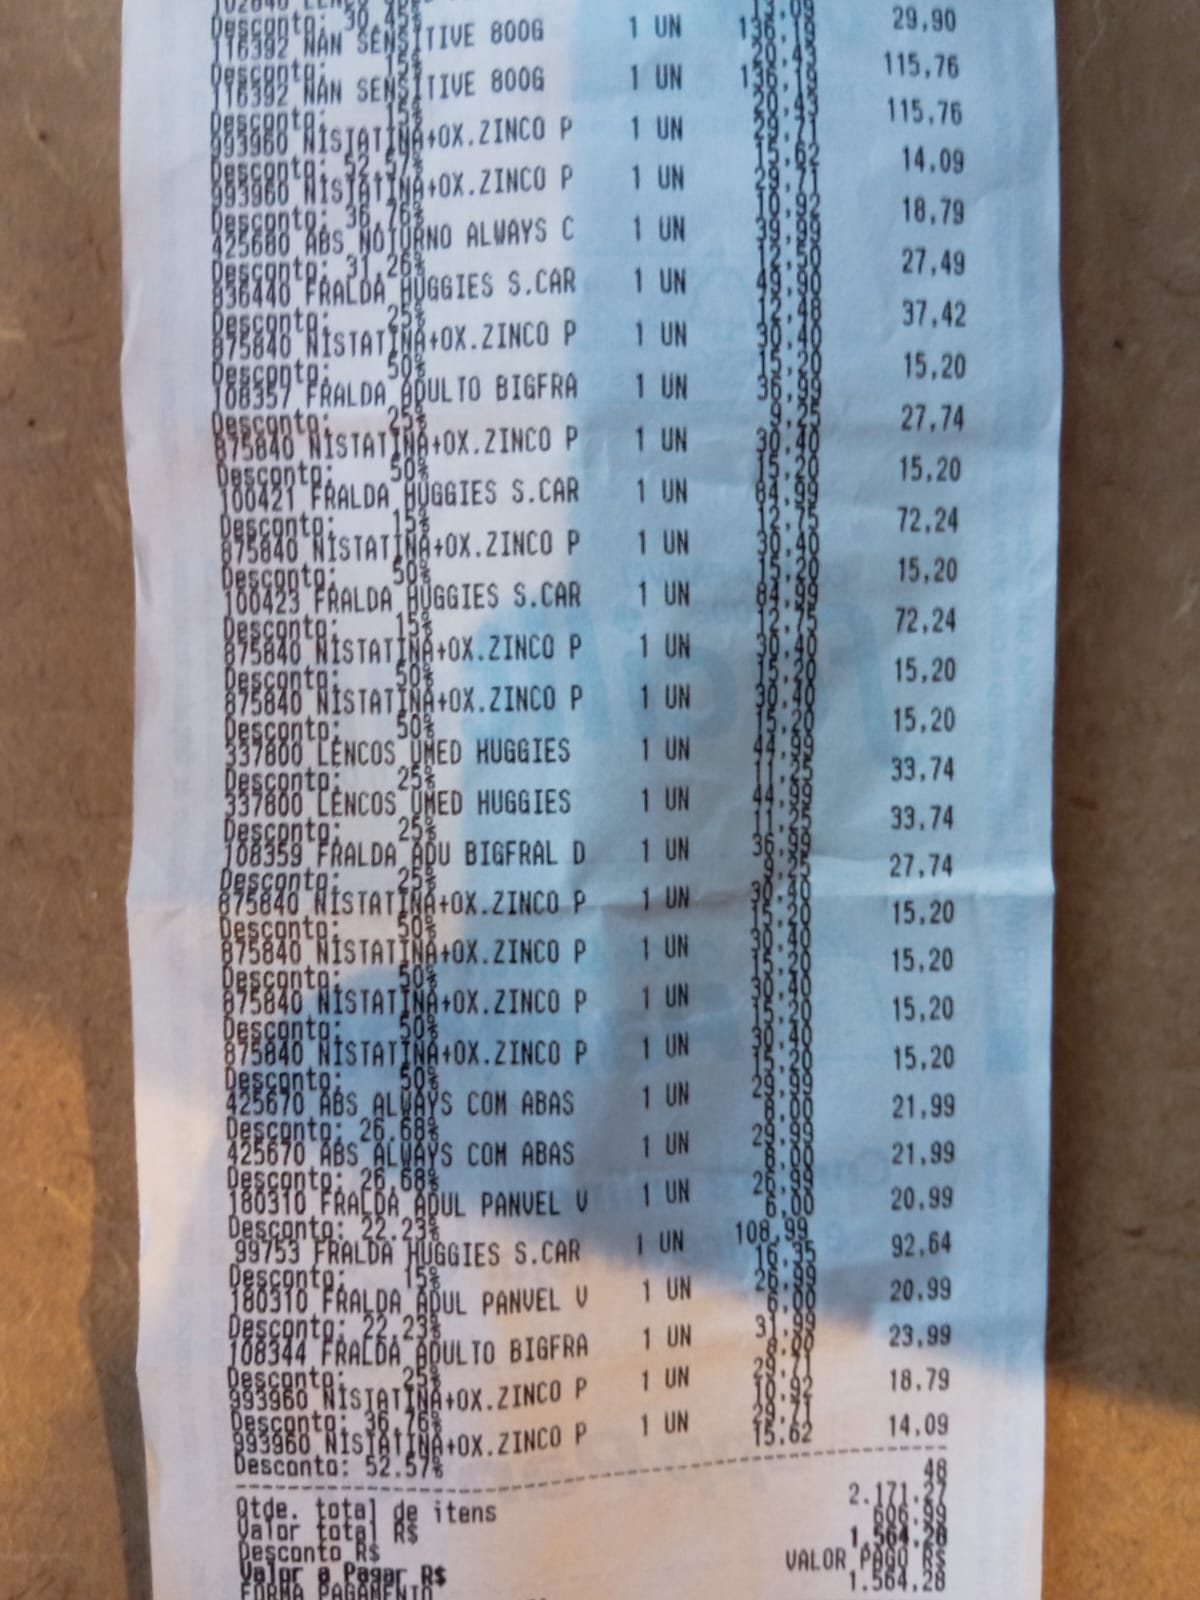 Desconto: 30,45% 29,90
116392 NAN SENSITIVE 800G 1 UN 136,19
Desconto: 15% 20,43 115,76
116392 NAN SENSITIVE 800G 1 UN 136,19
Desconto: 15% 20,43 115,76
993960 NISTATINA+OX.ZINCO P 1 UN 29,71
Desconto: 52.57% 15,62 14,09
993960 NISTATINA+OX.ZINCO P 1 UN 29,71
Desconto: 36,76% 10,92 18,79
425680 ABS NOTURNO ALWAYS C 1 UN 39,99
Desconto: 31,26% 12,50 27,49
836440 FRALDA HUGGIES S.CAR 1 UN 49,90
Desconto: 25% 12,48 37,42
875840 NISTATINA+OX.ZINCO P 1 UN 30,40
Desconto: 50% 15,20 15,20
108357 FRALDA ADULTO BIGFRA 1 UN 36,99
Desconto: 25% 9,25 27,74
875840 NISTATINA+OX.ZINCO P 1 UN 30,40
Desconto: 50% 15,20 15,20
100421 FRALDA HUGGIES S.CAR 1 UN 84,99
Desconto: 15% 12,75 72,24
875840 NISTATINA+OX.ZINCO P 1 UN 30,40
Desconto: 50% 15,20 15,20
100423 FRALDA HUGGIES S.CAR 1 UN 84,99
Desconto: 15% 12,75 72,24
875840 NISTATINA+OX.ZINCO P 1 UN 30,40
Desconto: 50% 15,20 15,20
875840 NISTATINA+OX.ZINCO P 1 UN 30,40
Desconto: 50% 15,20 15,20
337800 LENCOS UMED HUGGIES 1 UN 44,99
Desconto: 25% 11,25 33,74
337800 LENCOS UMED HUGGIES 1 UN 44,99
Desconto: 25% 11,25 33,74
108359 FRALDA ADU BIGFRAL D 1 UN 36,99
Desconto: 25% 9,25 27,74
875840 NISTATINA+OX.ZINCO P 1 UN 30,40
Desconto: 50% 15,20 15,20
875840 NISTATINA+OX.ZINCO P 1 UN 30,40
Desconto: 50% 15,20 15,20
875840 NISTATINA+OX.ZINCO P 1 UN 30,40
Desconto: 50% 15,20 15,20
875840 NISTATINA+OX.ZINCO P 1 UN 30,40
Desconto: 50% 15,20 15,20
425670 ABS ALWAYS COM ABAS 1 UN 29,99
Desconto: 26.68% 8,00 21,99
425670 ABS ALWAYS COM ABAS 1 UN 29,99
Desconto: 26,68% 8,00 21,99
180310 FRALDA ADUL PANVEL V 1 UN 26,99
Desconto: 22.23% 6,00 20,99
99753 FRALDA HUGGIES S.CAR 1 UN 108,99
Desconto: 15% 16,35 92,64
180310 FRALDA ADUL PANVEL V 1 UN 26,99
Desconto: 22,23% 6,00 20,99
108344 FRALDA ADULTO BIGFRA 1 UN 31,99
Desconto: 25% 8,00 23,99
993960 NISTATINA+OX.ZINCO P 1 UN 29,71
Desconto: 36,76% 10,92 18,79
993960 NISTATINA+OX.ZINCO P 1 UN 29,71
Desconto: 52.57% 15,62 14,09
Qtde. total de itens 48
Valor total R$ 2.171,27
Desconto R$ 606,99
Valor a Pagar R$ 1.564,28
FORMA PAGAMENTO VALOR PAGO R$
1.564,28